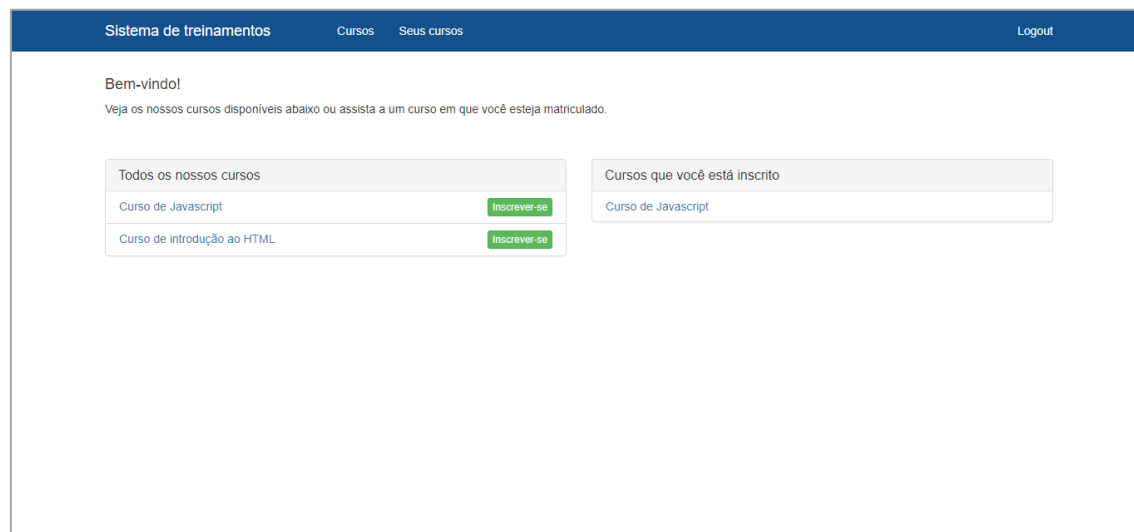 Sistema de treinamentos Cursos Seus cursos Logout
Bem-vindo!
Veja os nossos cursos disponíveis abaixo ou assista a um curso em que você esteja matriculado.
Todos os nossos cursos
Curso de Javascript Inscrever-se
Curso de introdução ao HTML Inscrever-se
Cursos que você está inscrito
Curso de Javascript